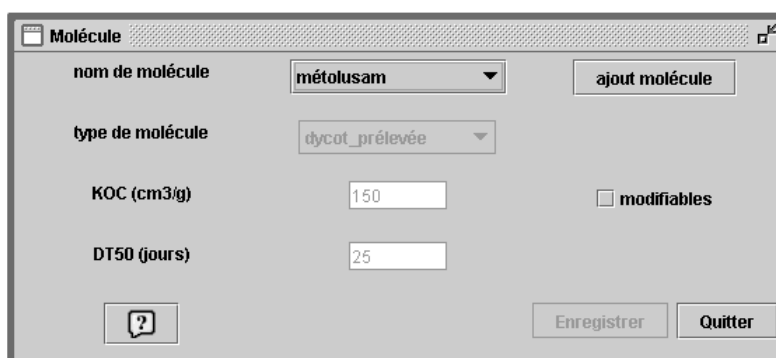 Molécule
nom de molécule métolusam ajout molécule
type de molécule dycot_prélevée
KOC (cm3/g) 150 modifiables
DT50 (jours) 25
? Enregistrer Quitter